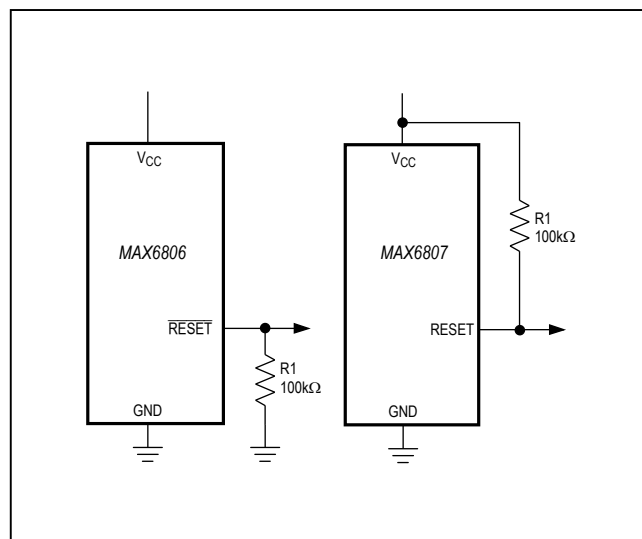 VCC
MAX6806
RESET
R1
100kΩ
GND
VCC
MAX6807
RESET
R1
100kΩ
GND